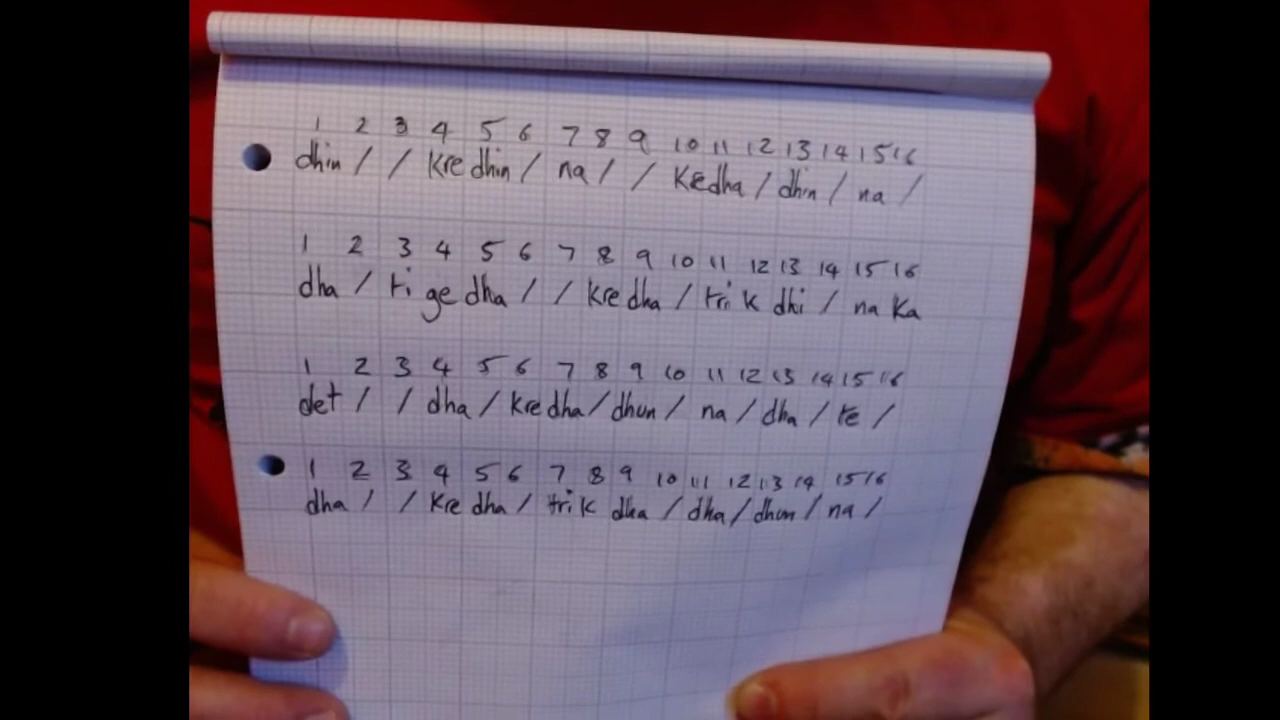 1 2 3 4 5 6 7 8 9 10 11 12 13 14 15 16
dhin / / kre dhin / na / / Kredha / dhin / na /
1 2 3 4 5 6 7 8 9 10 11 12 13 14 15 16
dha / ti ge dha / / kre dha / tri k dhi / na Ka
1 2 3 4 5 6 7 8 9 10 11 12 13 14 15 16
det / / dha / kre dha / dhun / na / dha / te /
1 2 3 4 5 6 7 8 9 10 11 12 13 14 15 16
dha / / kre dha / tri k dha / dha / dhun / na /